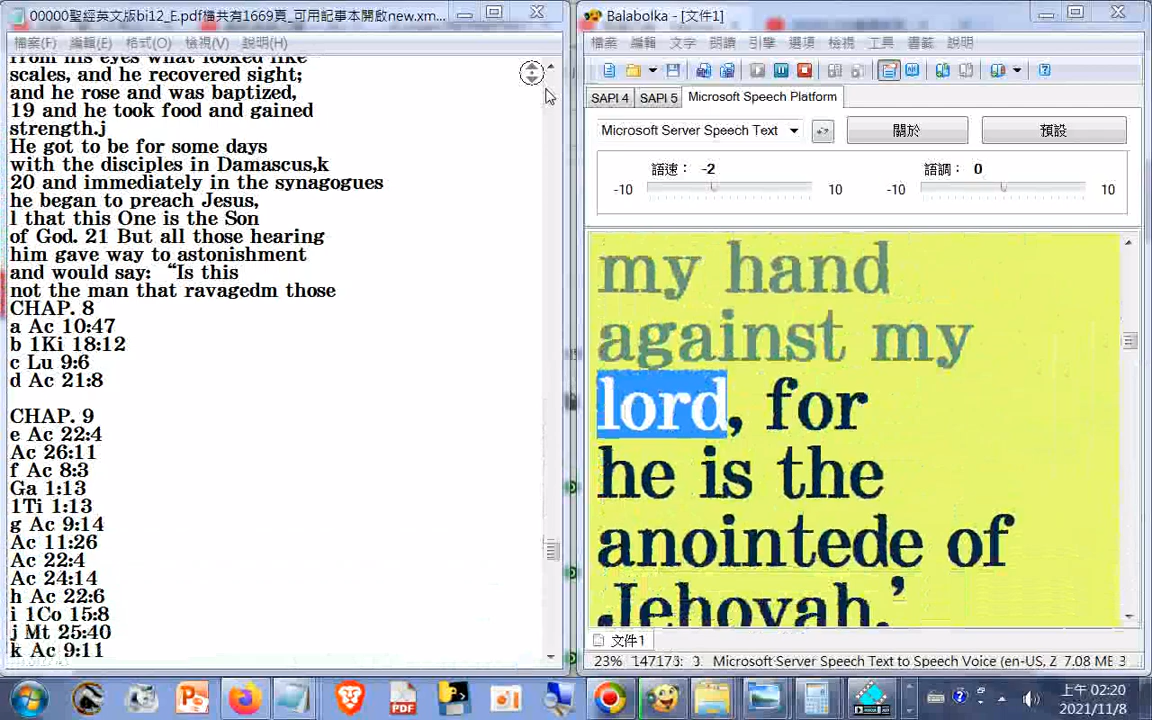 00000聖經英文版bi12_E.pdf檔共有1669頁_可用記事本開啟new.xm...
檔案(F) 編輯(E) 格式(O) 檢視(V) 說明(H)
from his eyes what looked like
scales, and he recovered sight;
and he rose and was baptized,
19 and he took food and gained
strength.j
He got to be for some days
with the disciples in Damascus,k
20 and immediately in the synagogues
he began to preach Jesus,
l that this One is the Son
of God. 21 But all those hearing
him gave way to astonishment
and would say: “Is this
not the man that ravagedm those
CHAP. 8
a Ac 10:47
b 1Ki 18:12
c Lu 9:6
d Ac 21:8
CHAP. 9
e Ac 22:4
Ac 26:11
f Ac 8:3
Ga 1:13
1Ti 1:13
g Ac 9:14
Ac 11:26
Ac 22:4
Ac 24:14
h Ac 22:6
i 1Co 15:8
j Mt 25:40
k Ac 9:11
Balabolka - [文件1]
檔案 編輯 文字 朗讀 引擎 選項 檢視 工具 書籤 說明
SAPI 4 SAPI 5 Microsoft Speech Platform
Microsoft Server Speech Text 關於 預設
語速： -2 語調： 0
-10 10 -10 10
my hand
against my
lord, for
he is the
anointede of
Jehovah.’
文件1
23% 147173: 3. Microsoft Server Speech Text to Speech Voice (en-US, Z 7.08 ME 3
上午 02:20
2021/11/8